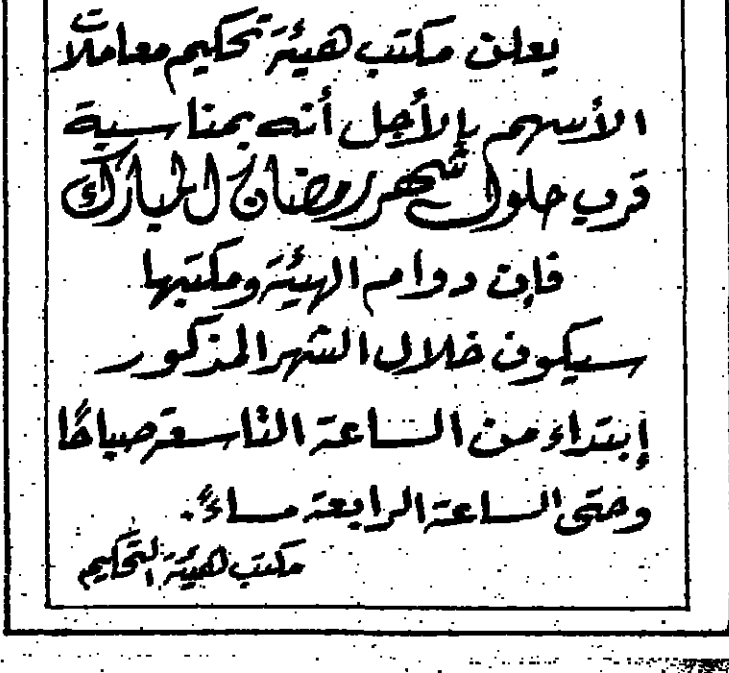 يعلن مكتب هيئة تحكيم معاملات
الأسهم بالأجل أنه بمناسبة
قرب حلول شهر رمضان المبارك
فإن دوام الهيئة ومكتبها
سيكون خلال الشهر المذكور
إبتداء من الساعة التاسعة صباحًا
وحتى الساعة الرابعة مساءً.
مكتب هيئة التحكيم